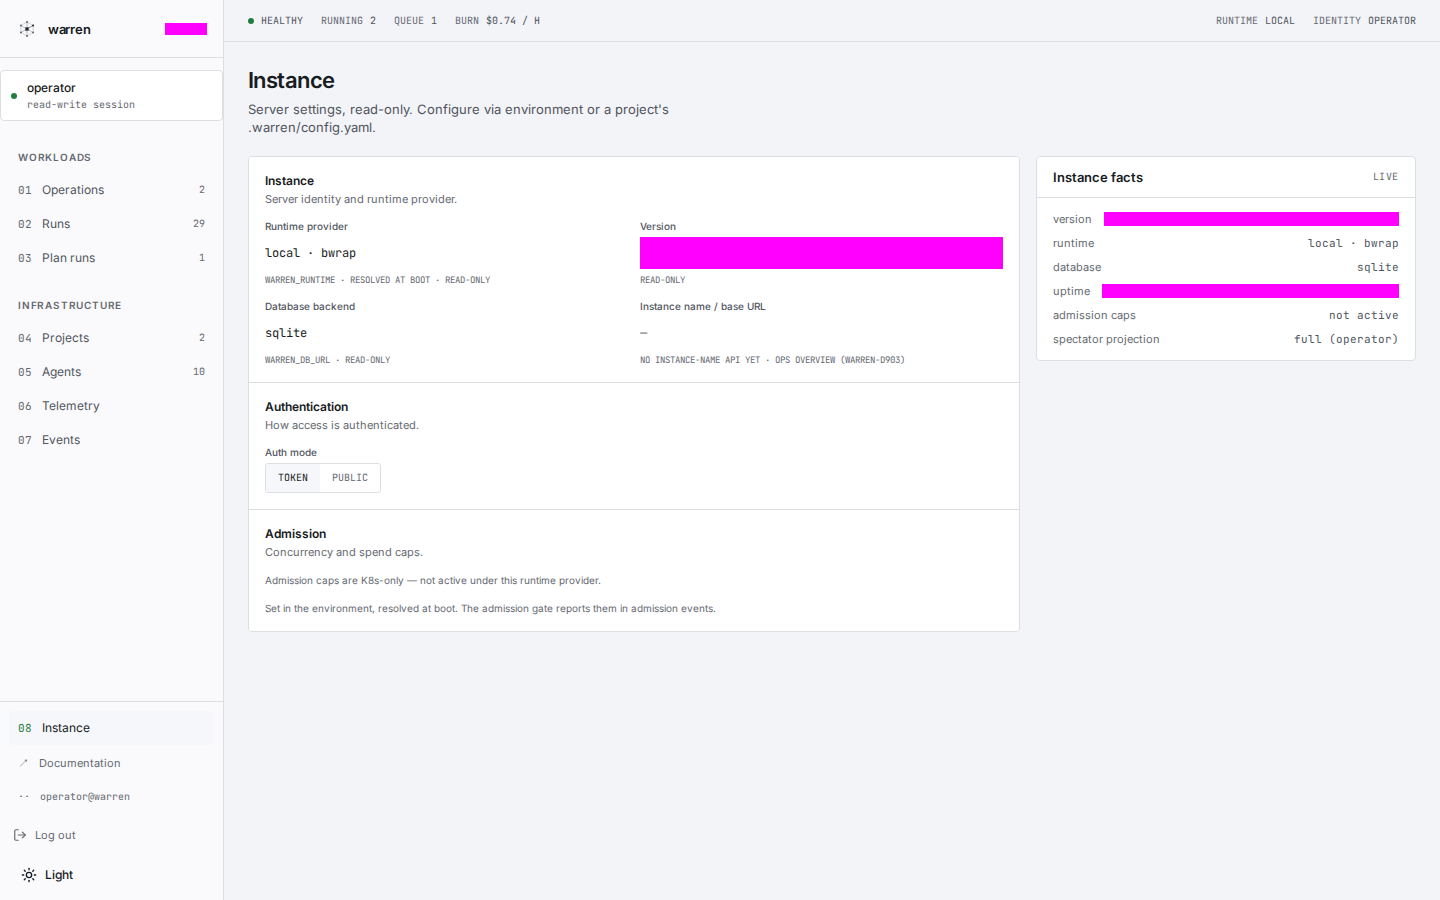 warren
operator
read-write session
WORKLOADS
01 Operations 2
02 Runs 29
03 Plan runs 1
INFRASTRUCTURE
04 Projects 2
05 Agents 10
06 Telemetry
07 Events
08 Instance
Documentation
operator@warren
Log out
Light
HEALTHY RUNNING 2 QUEUE 1 BURN $0.74 / H
RUNTIME LOCAL IDENTITY OPERATOR
Instance
Server settings, read-only. Configure via environment or a project's
.warren/config.yaml.
Instance
Server identity and runtime provider.
Runtime provider
local · bwrap
WARREN_RUNTIME · RESOLVED AT BOOT · READ-ONLY
Version
READ-ONLY
Database backend
sqlite
WARREN_DB_URL · READ-ONLY
Instance name / base URL
—
NO INSTANCE-NAME API YET · OPS OVERVIEW (WARREN-D903)
Authentication
How access is authenticated.
Auth mode
TOKEN PUBLIC
Admission
Concurrency and spend caps.
Admission caps are K8s-only — not active under this runtime provider.
Set in the environment, resolved at boot. The admission gate reports them in admission events.
Instance facts LIVE
version
runtime local · bwrap
database sqlite
uptime
admission caps not active
spectator projection full (operator)